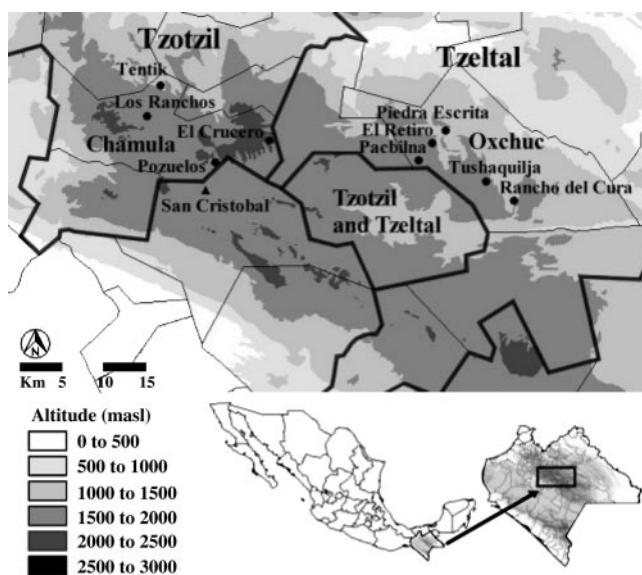 Tzotzil
Tzeltal
Tentik
Los Ranchos
Piedra Escrita
El Crucero
El Retiro
Oxchuc
Chamula
Pacbilna
Pozuelos
Tushaquilja
Tzotzil
and Tzeltal
Rancho del Cura
San Cristobal
N
Km 5 10 15
Altitude (masl)
0 to 500
500 to 1000
1000 to 1500
1500 to 2000
2000 to 2500
2500 to 3000